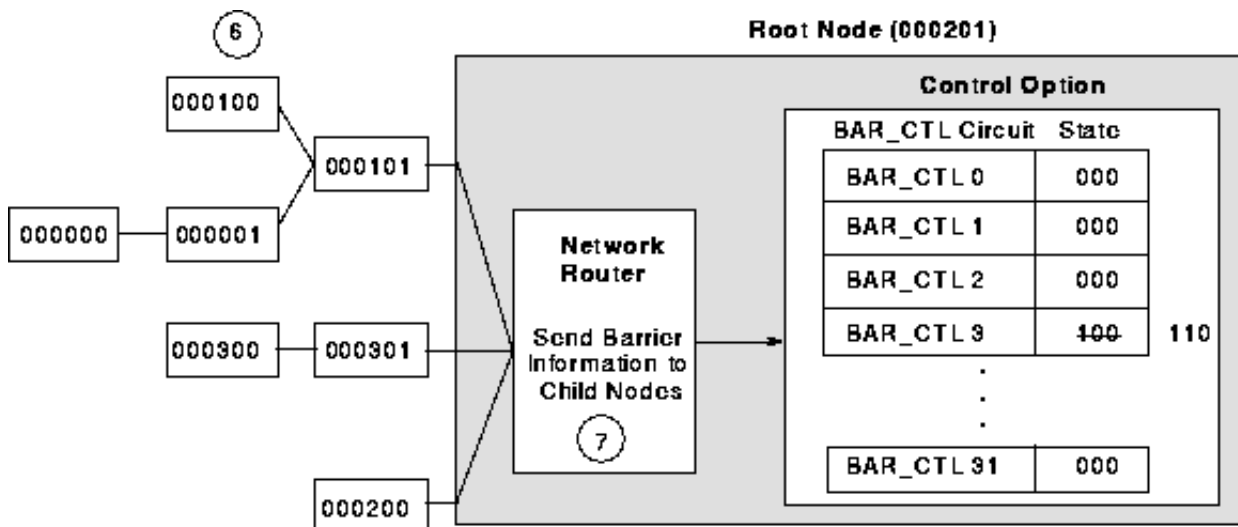 6
Root Node (000201)
000100
Control Option
BAR_CTL Circuit State
000101
BAR_CTL 0 000
000000
000001
BAR_CTL 1 000
Network
Router
BAR_CTL 2 000
000300
000301
Send Barrier
Information to
Child Nodes
BAR_CTL 3 100 110
.
.
.
7
BAR_CTL 31 000
000200